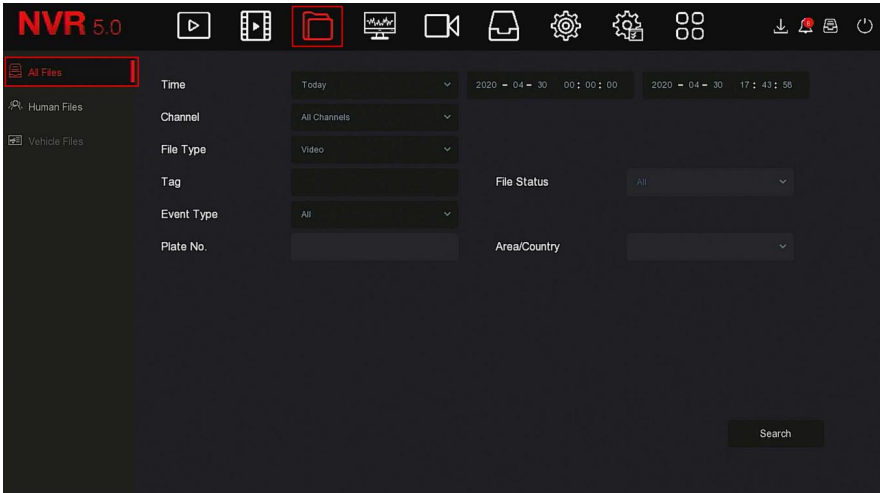 NVR 5.0
6
All Files
Human Files
Vehicle Files
Time Today 2020 - 04 - 30 00 : 00 : 00 2020 - 04 - 30 17 : 43 : 58
Channel All Channels
File Type Video
Tag File Status All
Event Type All
Plate No. Area/Country
Search